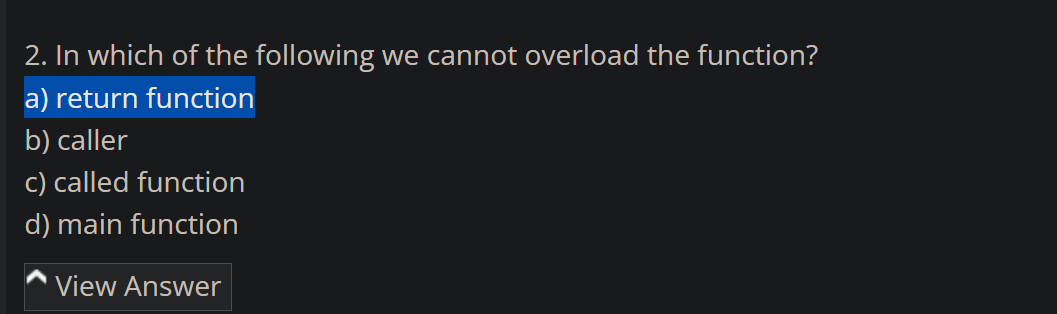 2. In which of the following we cannot overload the function?
a) return function
b) caller
c) called function
d) main function
View Answer